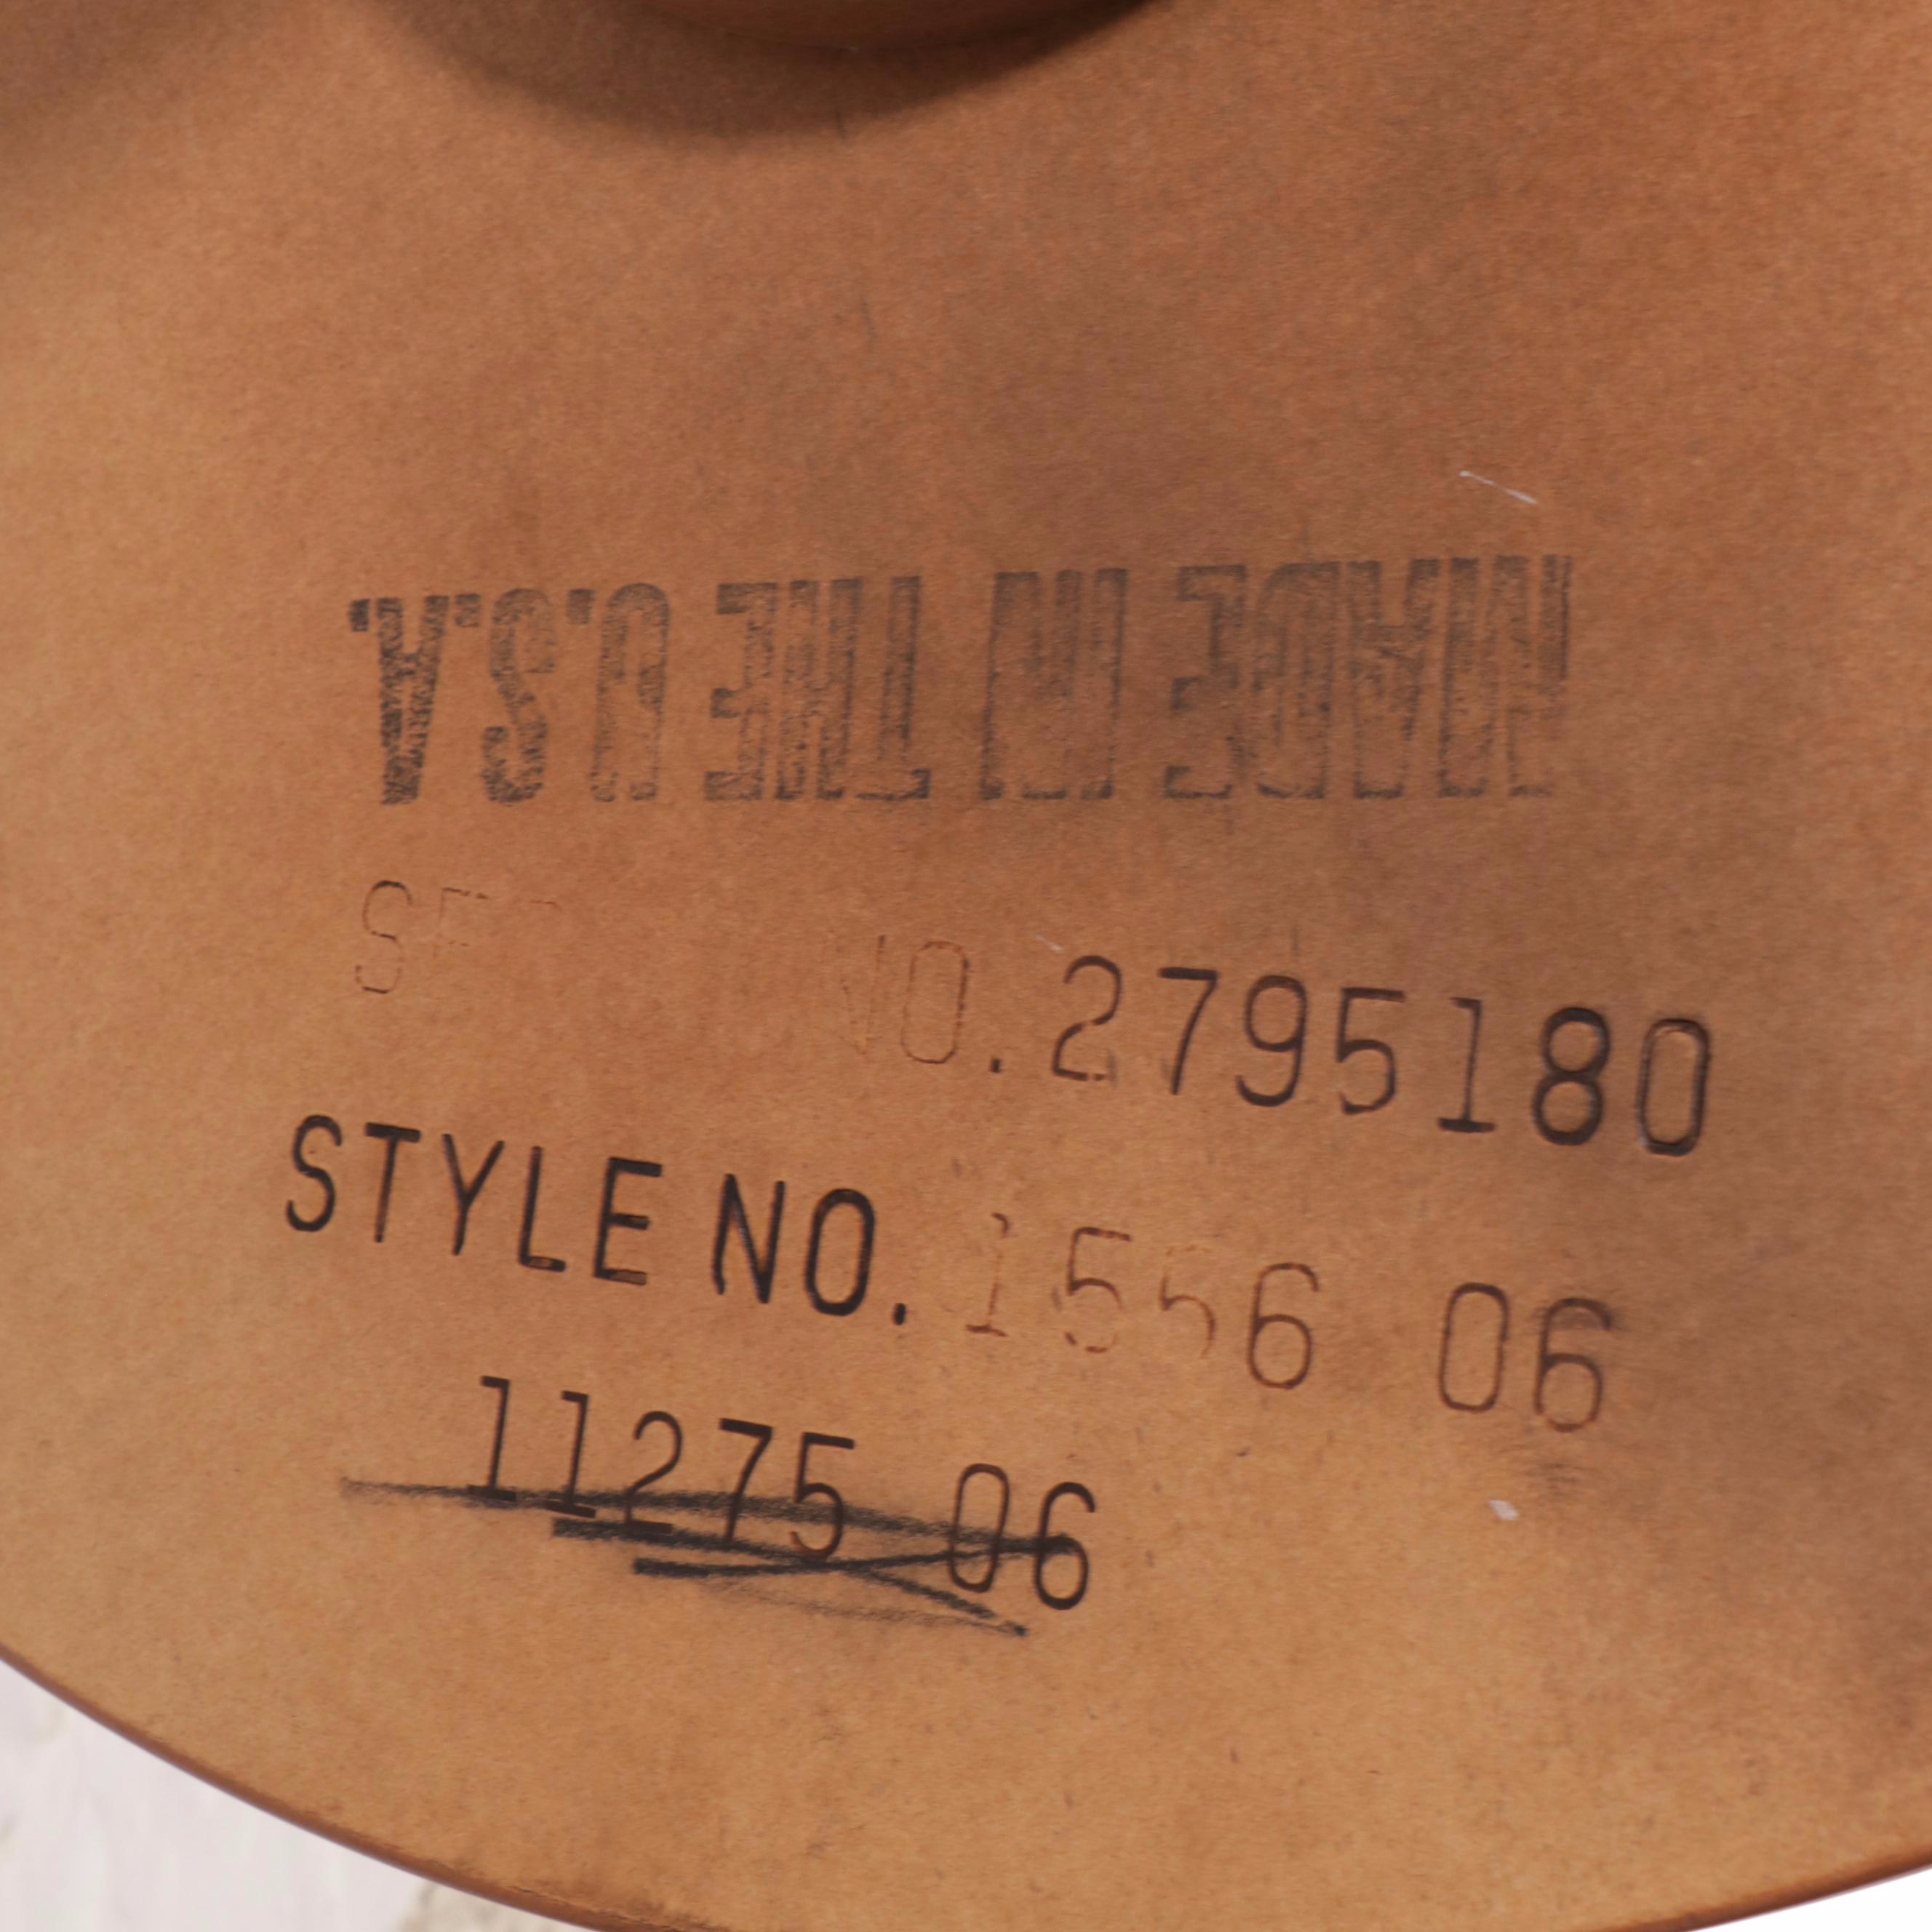 MADE IN THE U.S.A.
NO.2795180
STYLE NO. 1556 06
11275 06